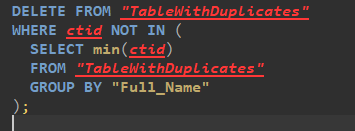 DELETE FROM "TableWithDuplicates"
WHERE ctid NOT IN (
  SELECT min(ctid)
  FROM "TableWithDuplicates"
  GROUP BY "Full_Name"
);